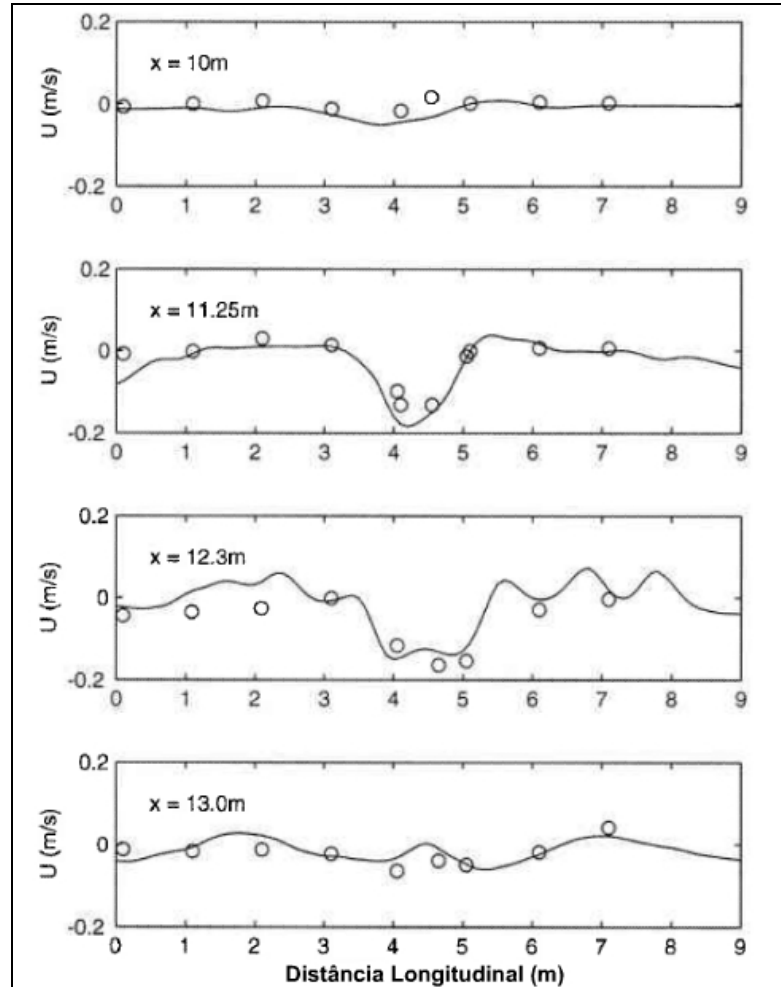 0.2
x = 10m
U (m/s)
0
-0.2
0 1 2 3 4 5 6 7 8 9
0.2
x = 11.25m
U (m/s)
0
-0.2
0 1 2 3 4 5 6 7 8 9
0.2
x = 12.3m
U (m/s)
0
-0.2
0 1 2 3 4 5 6 7 8 9
0.2
x = 13.0m
U (m/s)
0
-0.2
0 1 2 3 4 5 6 7 8 9
Distância Longitudinal (m)